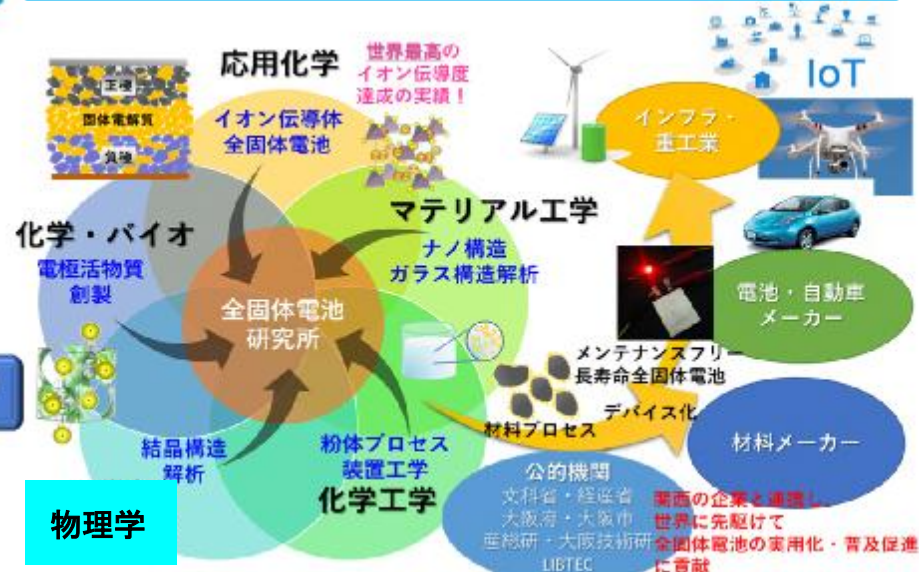 応用化学
イオン伝導体
全固体電池
世界最高の
イオン伝導度
達成の実績！
正極
固体電解質
負極
化学・バイオ
電極活物質
創製
マテリアル工学
ナノ構造
ガラス構造解析
全固体電池
研究所
結晶構造
解析
物理学
粉体プロセス
装置工学
化学工学
IoT
インフラ・
重工業
電池・自動車
メーカー
メンテナンスフリー
長寿命全固体電池
デバイス化
材料プロセス
材料メーカー
公的機関
文科省・経産省
大阪府・大阪市
産総研・大阪技術研
LIBTEC
関西の企業と連携し、
世界に先駆けて
全固体電池の実用化・普及促進
に貢献